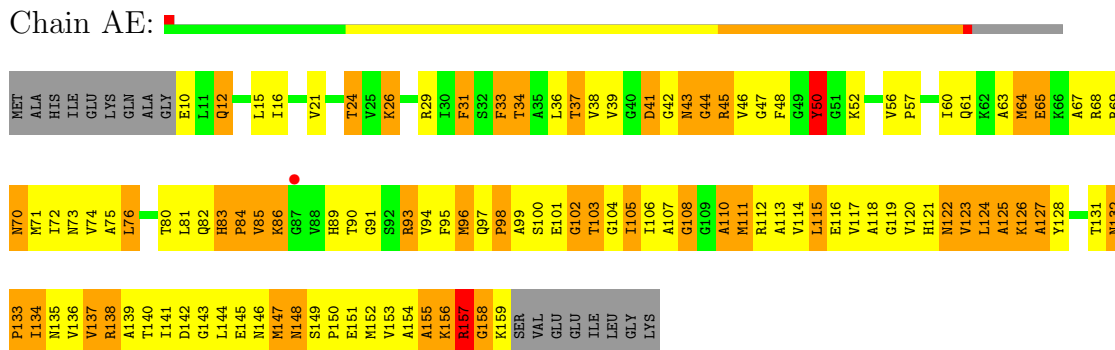 Chain AE:
MET ALA HIS ILE GLU LYS GLN ALA GLY E10 L11 Q12 L15 I16 V21 T24 V25 K26 R29 I30 F31 S32 F33 T34 A35 L36 T37 V38 V39 G40 D41 G42 N43 G44 R45 V46 G47 F48 G49 Y50 G51 K52 V56 P57 I60 Q61 K62 A63 M64 E65 K66 A67 R68 R69
N70 M71 I72 N73 V74 A75 L76 T80 L81 Q82 H83 P84 V85 K86 G87 V88 H89 T90 G91 S92 R93 V94 F95 M96 Q97 P98 A99 S100 E101 G102 T103 G104 I105 I106 A107 G108 G109 A110 M111 R112 A113 V114 L115 E116 V117 A118 G119 V120 H121 N122 V123 L124 A125 K126 A127 Y128 T131 N132
P133 I134 N135 V136 V137 R138 A139 T140 I141 D142 G143 L144 E145 N146 M147 N148 S149 P150 E151 M152 V153 A154 A155 K156 R157 G158 K159 SER VAL GLU GLU ILE LEU GLY LYS